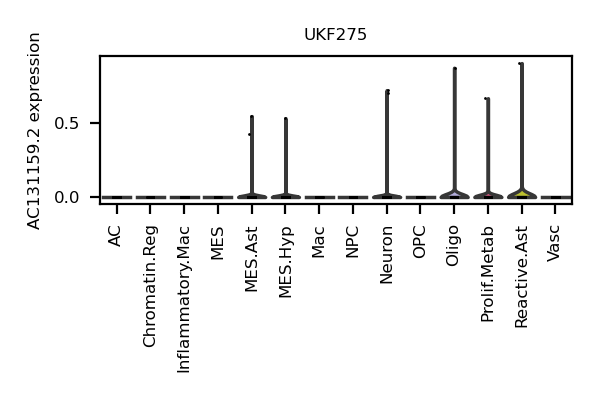 UKF275
AC131159.2 expression
0.5
0.0
AC
Chromatin.Reg
Inflammatory.Mac
MES
MES.Ast
MES.Hyp
Mac
NPC
Neuron
OPC
Oligo
Prolif.Metab
Reactive.Ast
Vasc